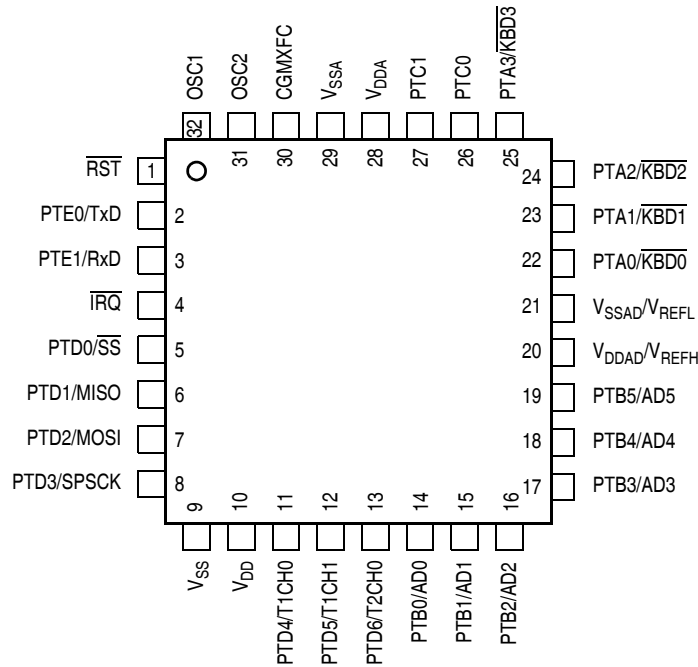 OSC1
OSC2
CGMXFC
VSSA
VDDA
PTC1
PTC0
PTA3/KBD3
32
31
30
29
28
27
26
25
RST 1
PTE0/TxD 2
PTE1/RxD 3
IRQ 4
PTD0/SS 5
PTD1/MISO 6
PTD2/MOSI 7
PTD3/SPSCK 8
24 PTA2/KBD2
23 PTA1/KBD1
22 PTA0/KBD0
21 VSSAD/VREFL
20 VDDAD/VREFH
19 PTB5/AD5
18 PTB4/AD4
17 PTB3/AD3
9
10
11
12
13
14
15
16
VSS
VDD
PTD4/T1CH0
PTD5/T1CH1
PTD6/T2CH0
PTB0/AD0
PTB1/AD1
PTB2/AD2